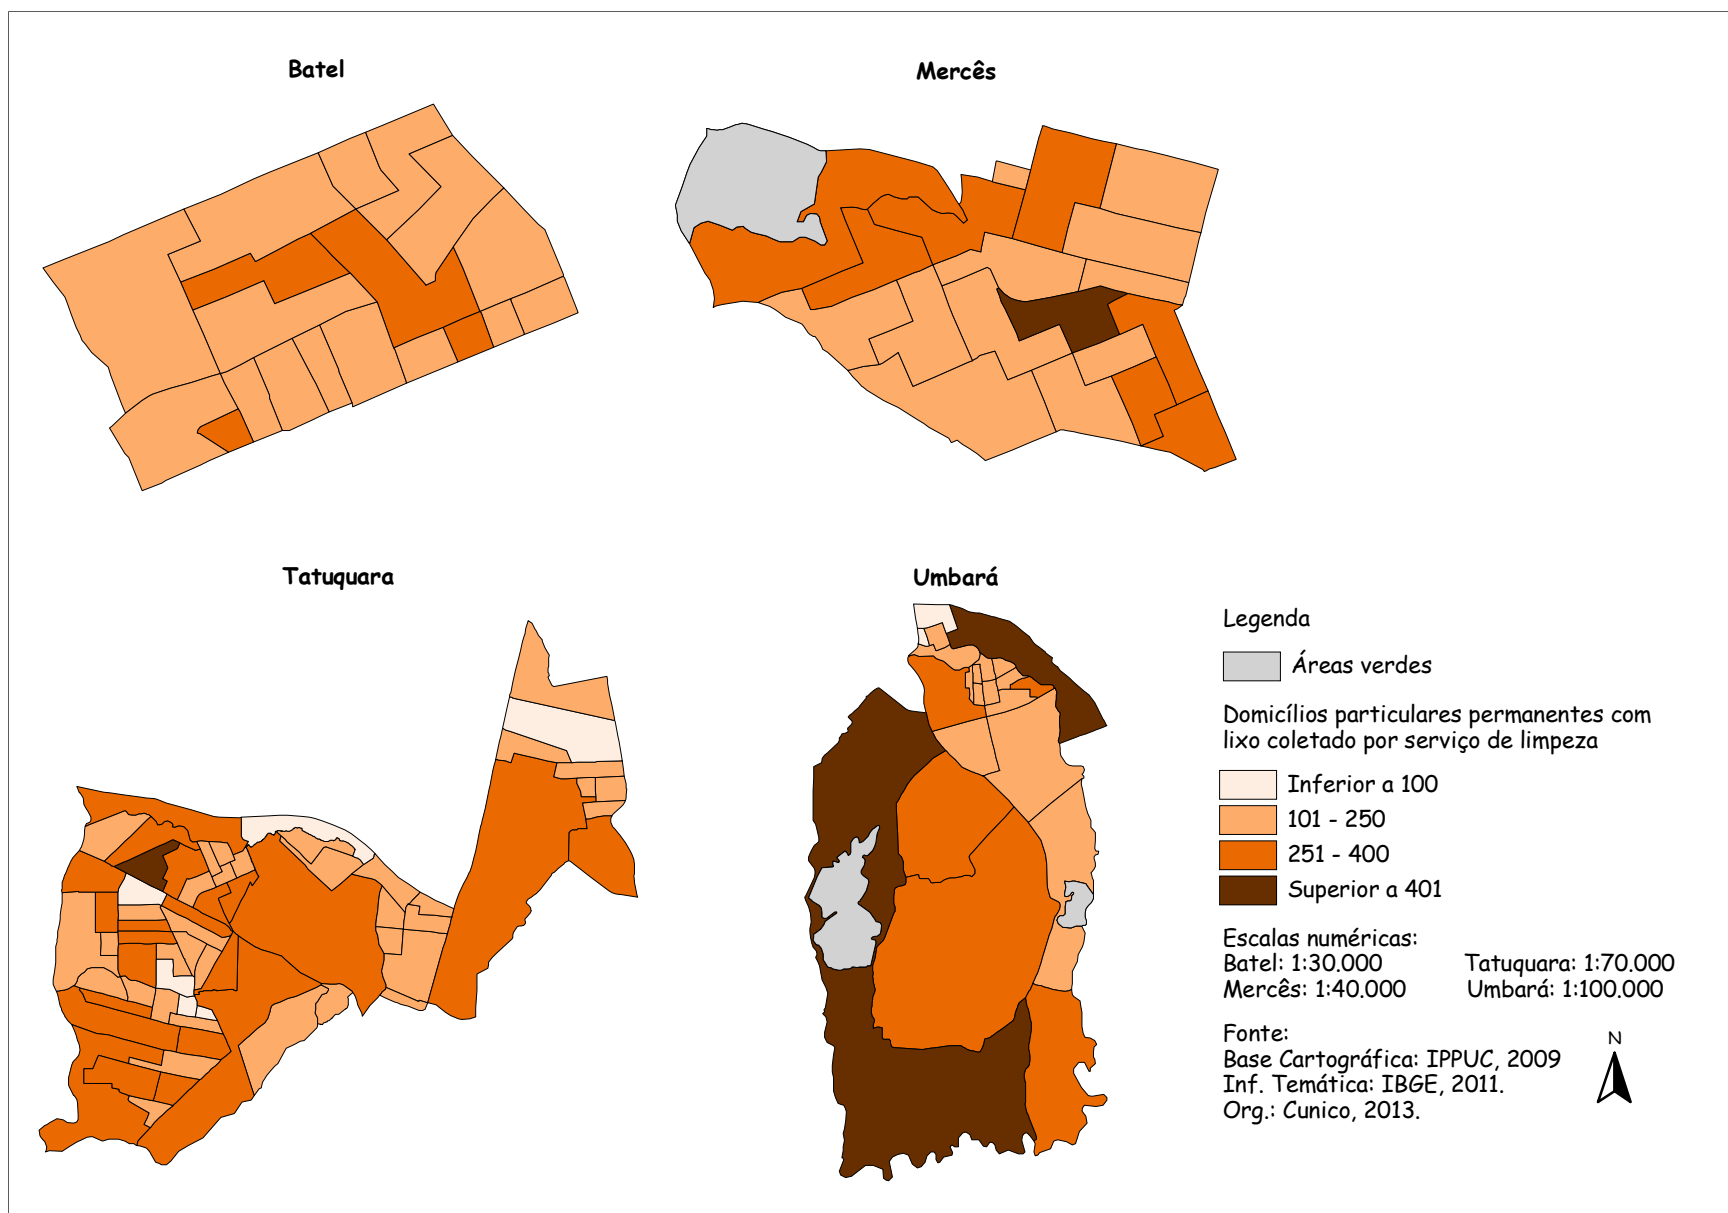 Batel
Mercês
Tatuquara
Umbará
Legenda
Áreas verdes
Domicílios particulares permanentes com
lixo coletado por serviço de limpeza
Inferior a 100
101 - 250
251 - 400
Superior a 401
Escalas numéricas:
Batel: 1:30.000 Tatuquara: 1:70.000
Mercês: 1:40.000 Umbará: 1:100.000
Fonte:
Base Cartográfica: IPPUC, 2009
Inf. Temática: IBGE, 2011.
Org.: Cunico, 2013.
N